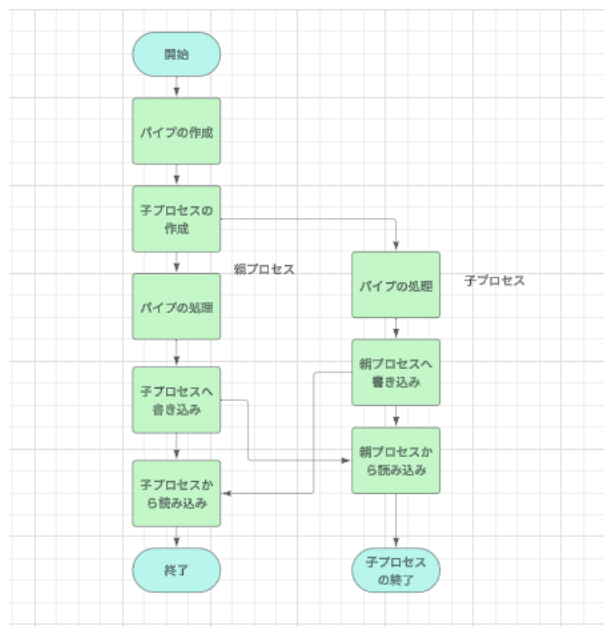 開始
パイプの作成
子プロセスの
作成
親プロセス
パイプの処理
子プロセスへ
書き込み
子プロセスか
ら読み込み
終了
パイプの処理
子プロセス
親プロセスへ
書き込み
親プロセスか
ら読み込み
子プロセス
の終了